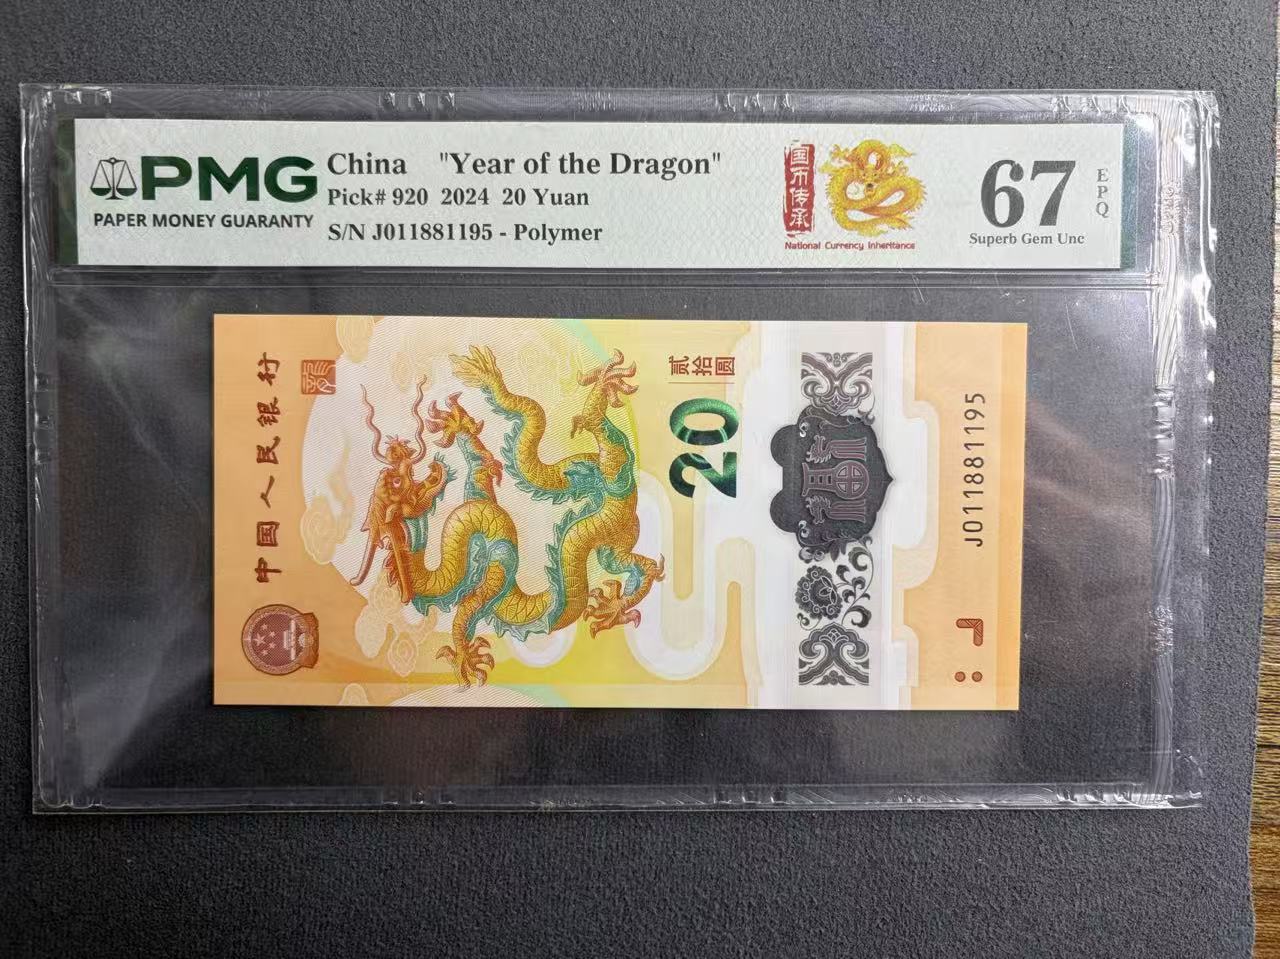 PMG
PAPER MONEY GUARANTY
China "Year of the Dragon"
Pick# 920 2024 20 Yuan
S/N J011881195 - Polymer
国币传承
National Currency Inheritance
67
EPQ
Superb Gem Unc
中国人民银行
贰拾圆
20
J011881195